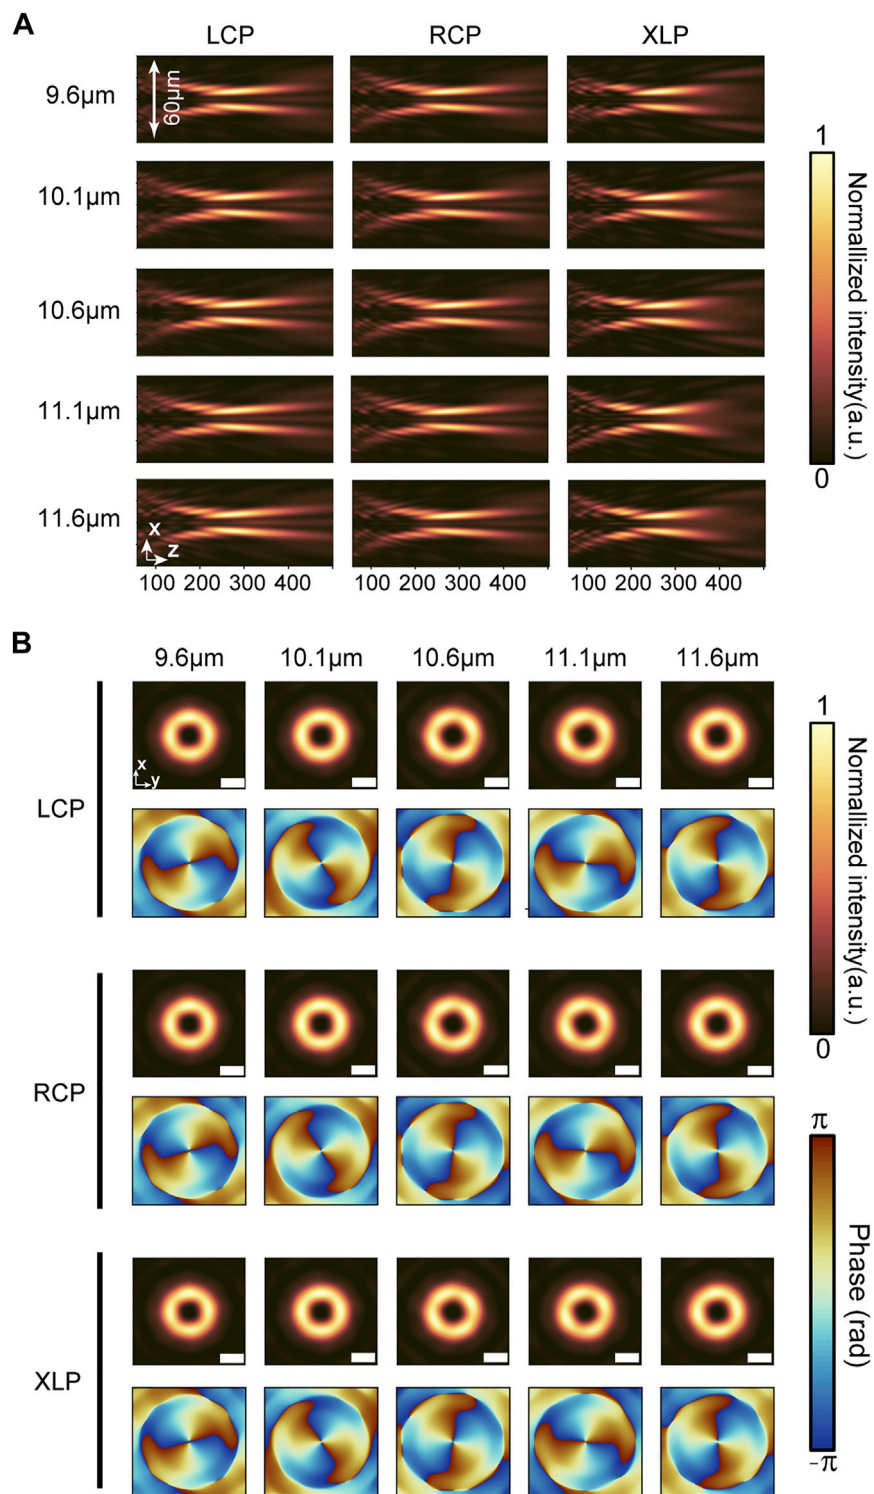 A
LCP RCP XLP
9.6μm
60μm
10.1μm
10.6μm
11.1μm
11.6μm
x
z
100 200 300 400 100 200 300 400 100 200 300 400
1
Normallized intensity(a.u.)
0
B
9.6μm 10.1μm 10.6μm 11.1μm 11.6μm
LCP
x
y
RCP
XLP
1
Normallized intensity(a.u.)
0
π
Phase (rad)
-π